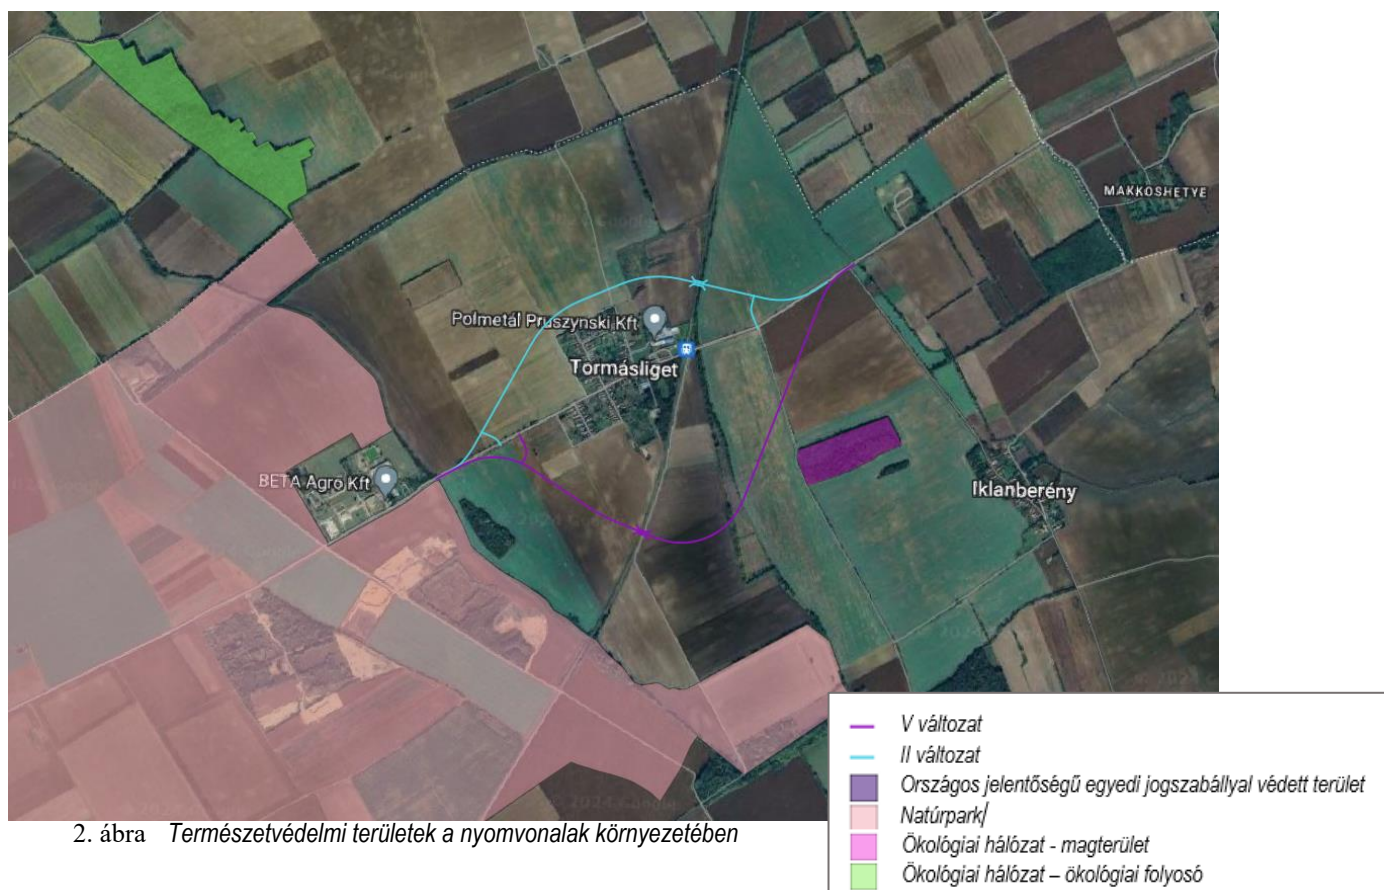 MAKKOSHETYE
Polmetál Pruszynski Kft
Tormásliget
BETA Agro Kft
Iklanberény
V változat
II változat
Országos jelentőségű egyedi jogszabállyal védett terület
Natúrpark/
Ökológiai hálózat - magterület
Ökológiai hálózat – ökológiai folyosó
2. ábra Természetvédelmi területek a nyomvonalak környezetében